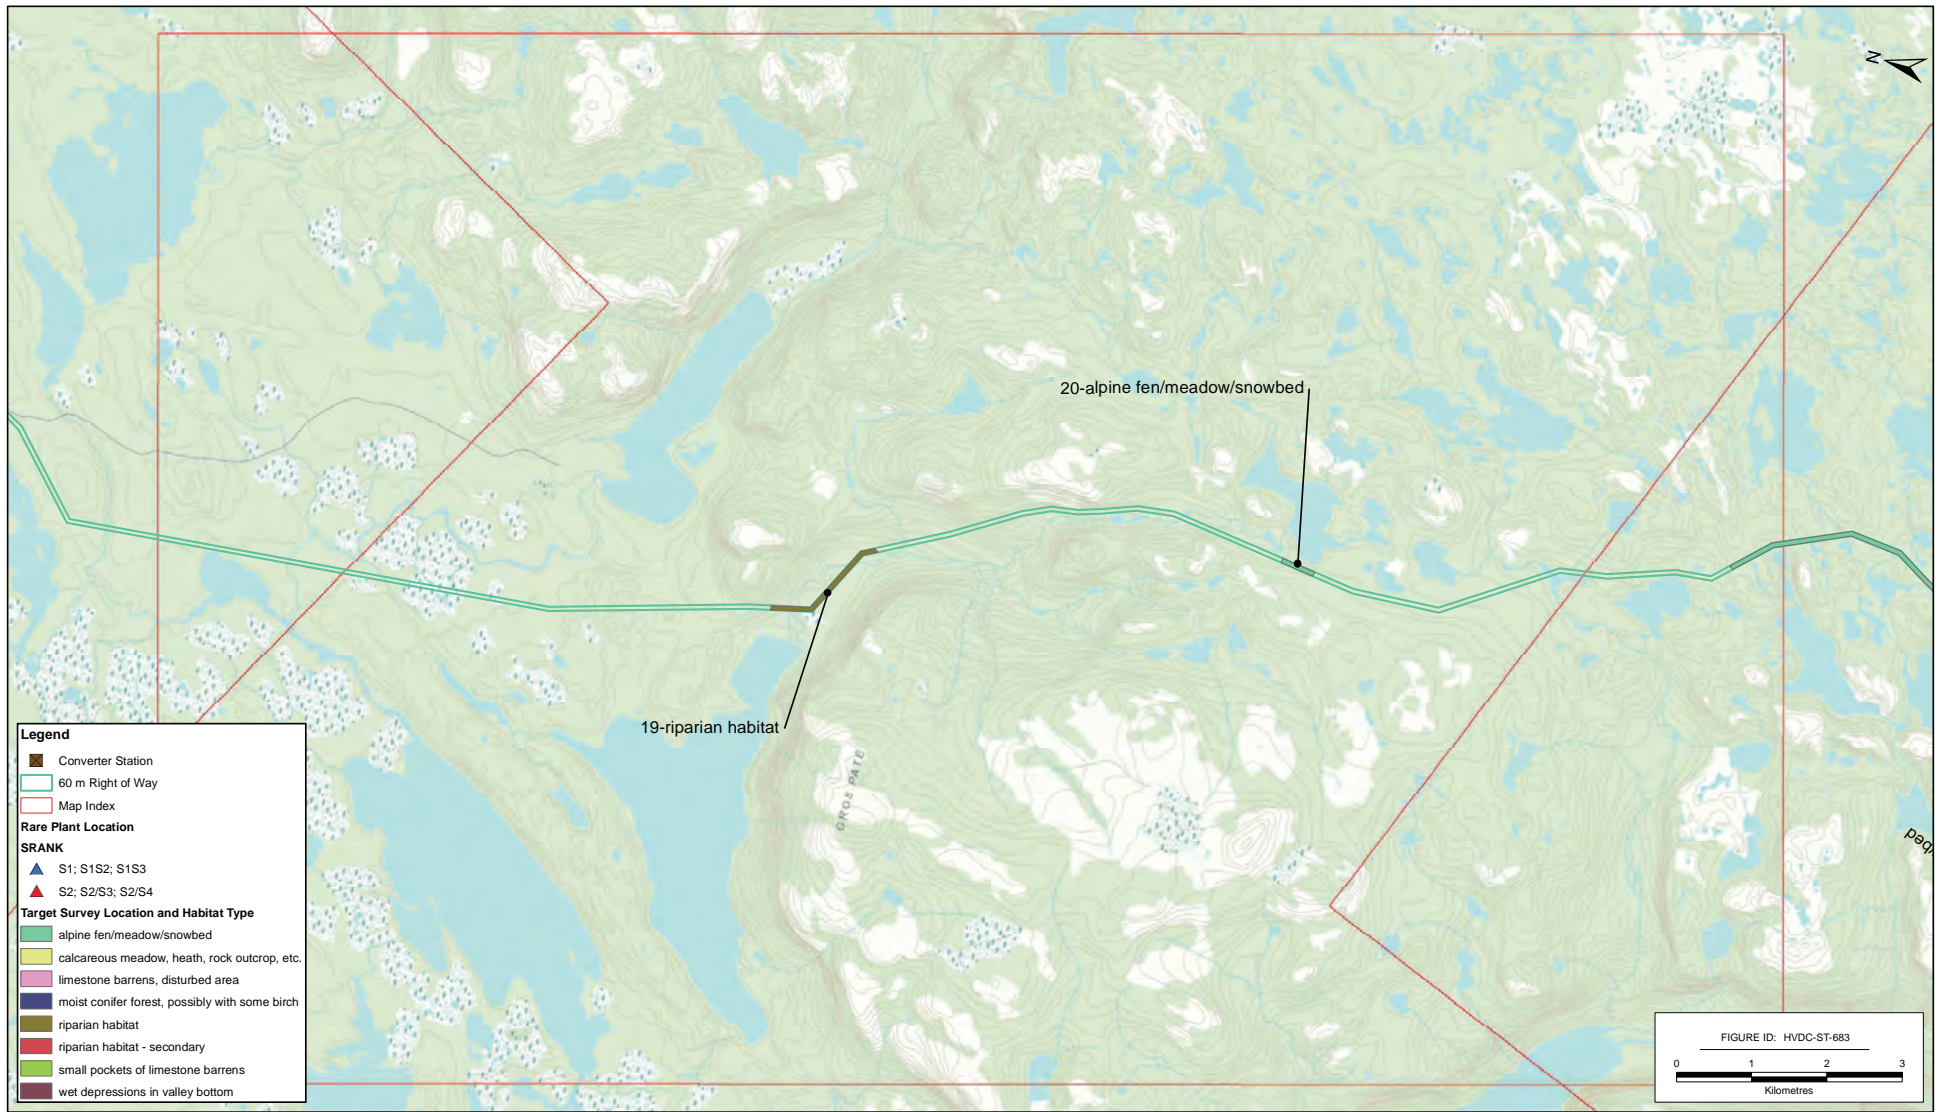 N
20-alpine fen/meadow/snowbed
19-riparian habitat
GROS PATE
Legend
Converter Station
60 m Right of Way
Map Index
Rare Plant Location
SRANK
S1; S1S2; S1S3
S2; S2/S3; S2/S4
Target Survey Location and Habitat Type
alpine fen/meadow/snowbed
calcareous meadow, heath, rock outcrop, etc.
limestone barrens, disturbed area
moist conifer forest, possibly with some birch
riparian habitat
riparian habitat - secondary
small pockets of limestone barrens
wet depressions in valley bottom
FIGURE ID: HVDC-ST-683
0 1 2 3
Kilometres